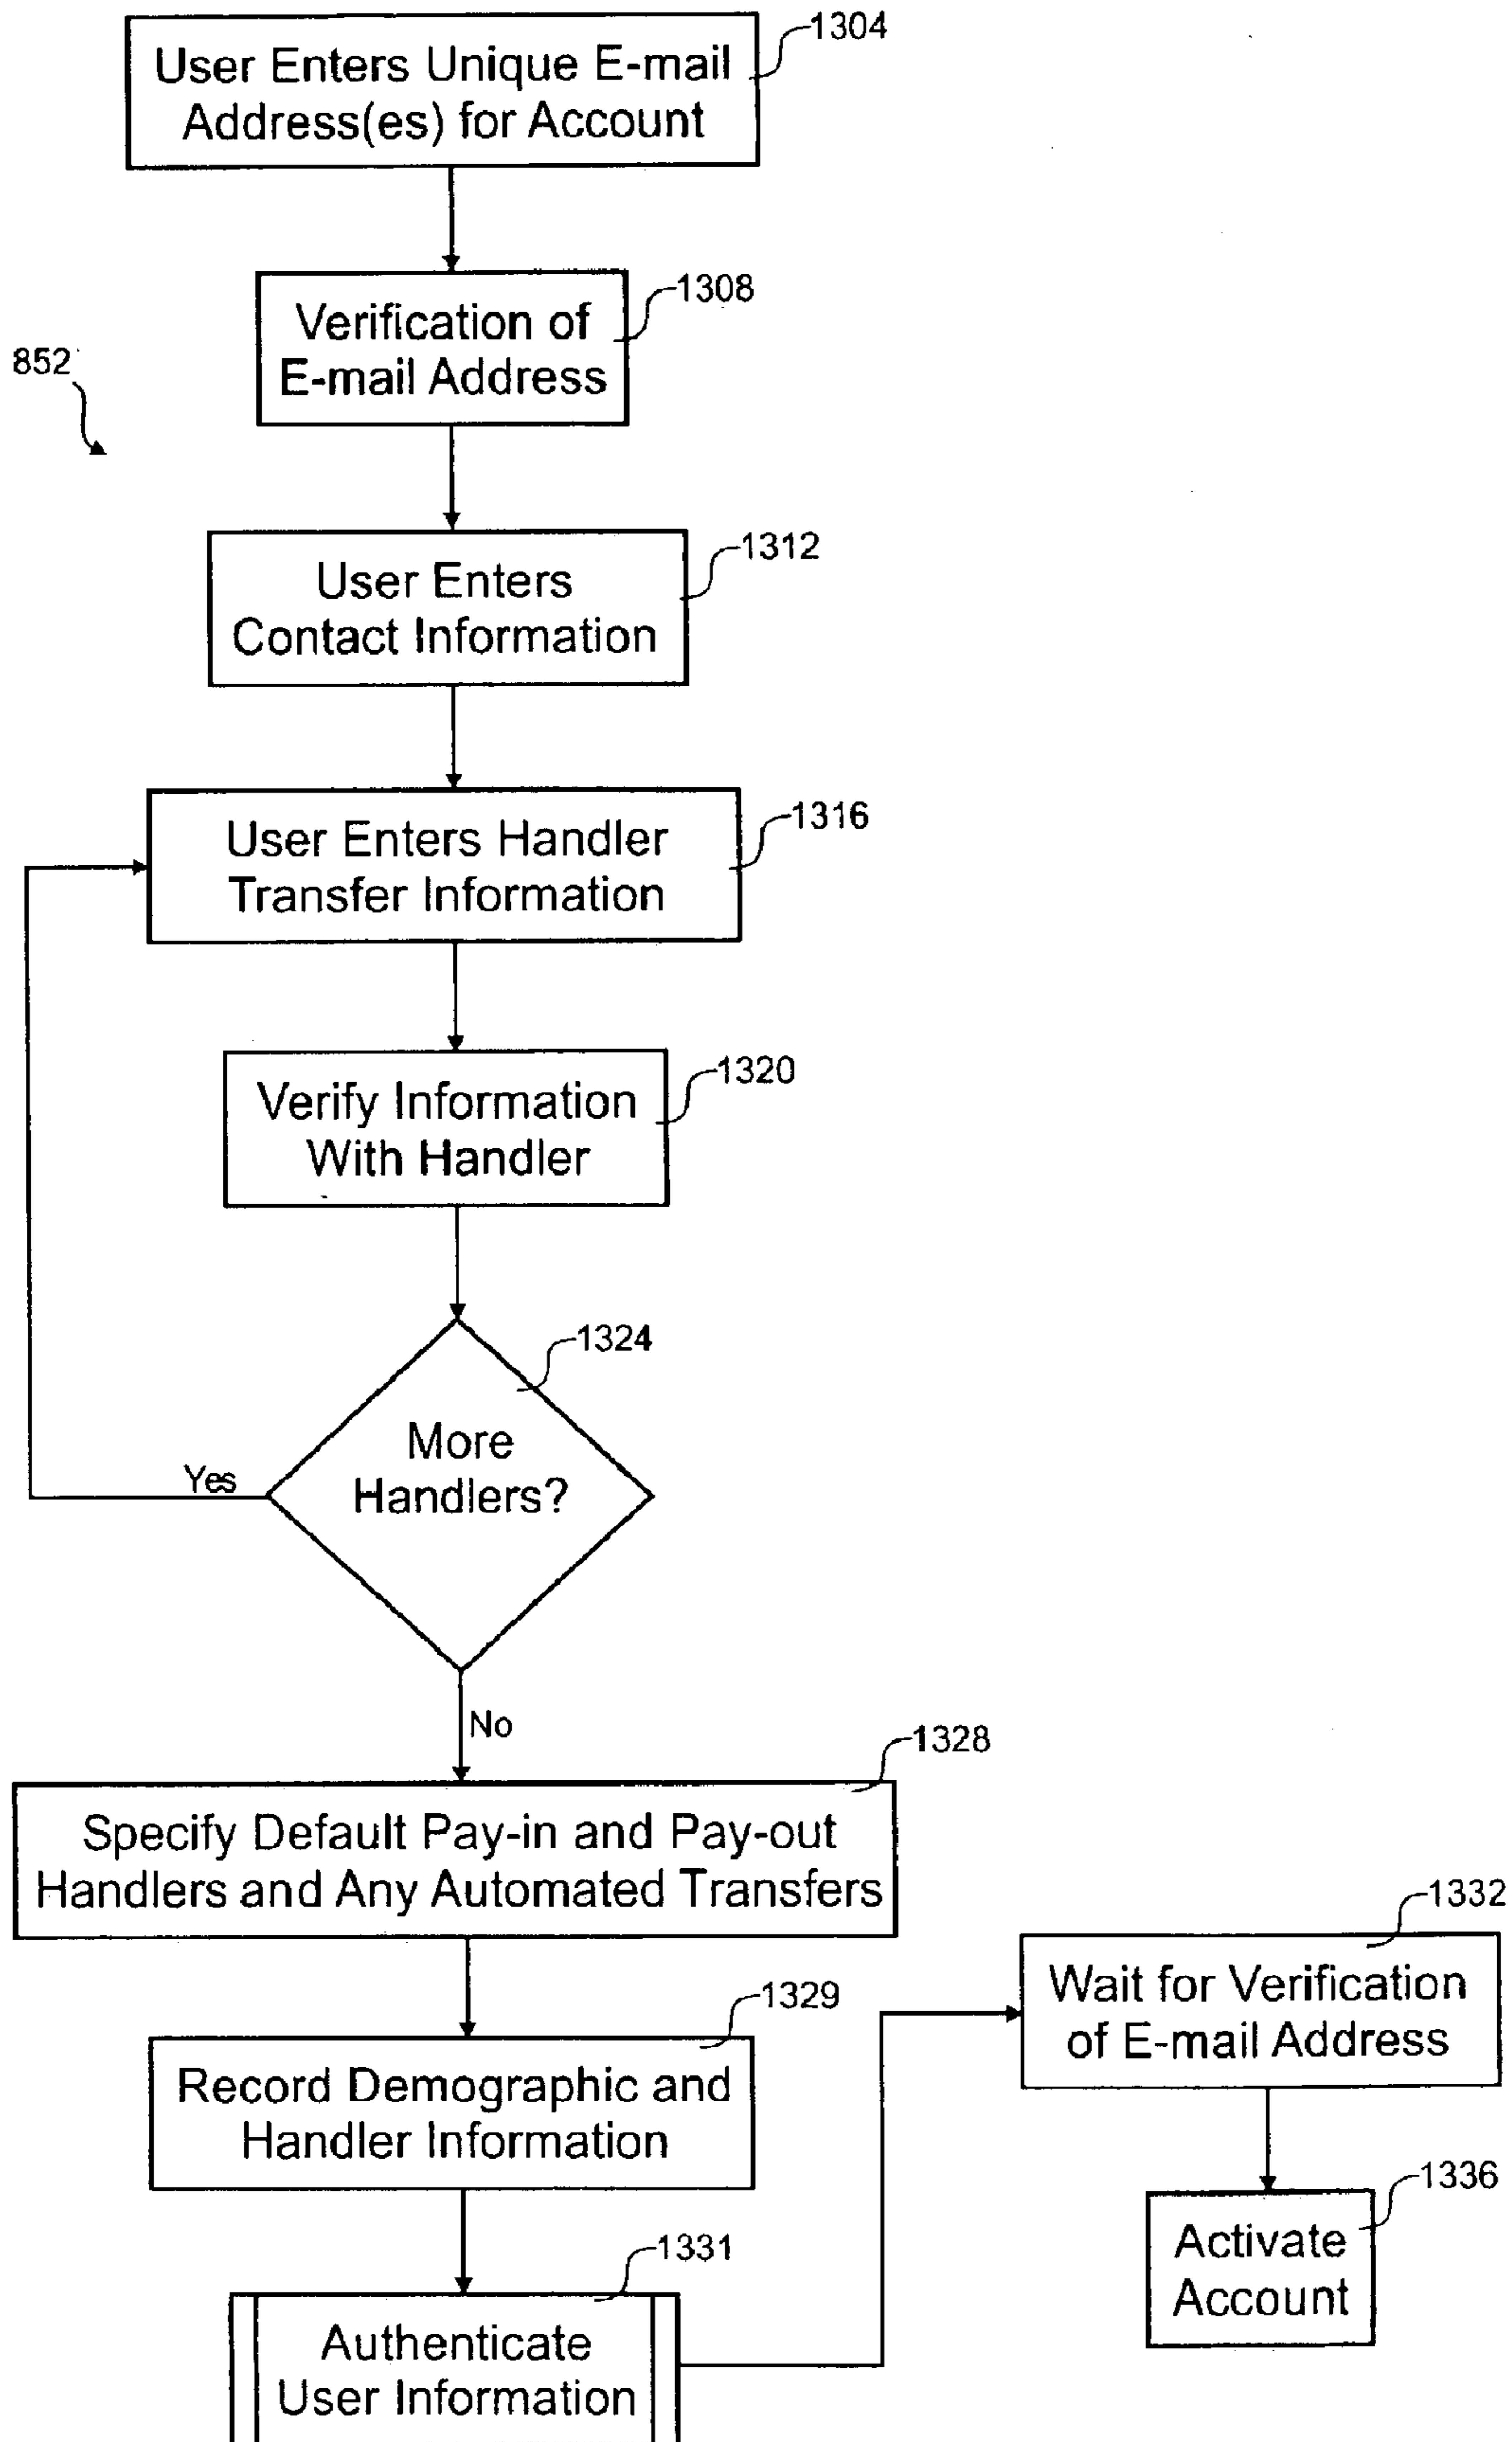 1304
User Enters Unique E-mail
Address(es) for Account
1308
Verification of
E-mail Address
852
1312
User Enters
Contact Information
1316
User Enters Handler
Transfer Information
1320
Verify Information
With Handler
1324
More
Handlers?
Yes
No
1328
Specify Default Pay-in and Pay-out
Handlers and Any Automated Transfers
1329
Record Demographic and
Handler Information
1331
Authenticate
User Information
1332
Wait for Verification
of E-mail Address
1336
Activate
Account